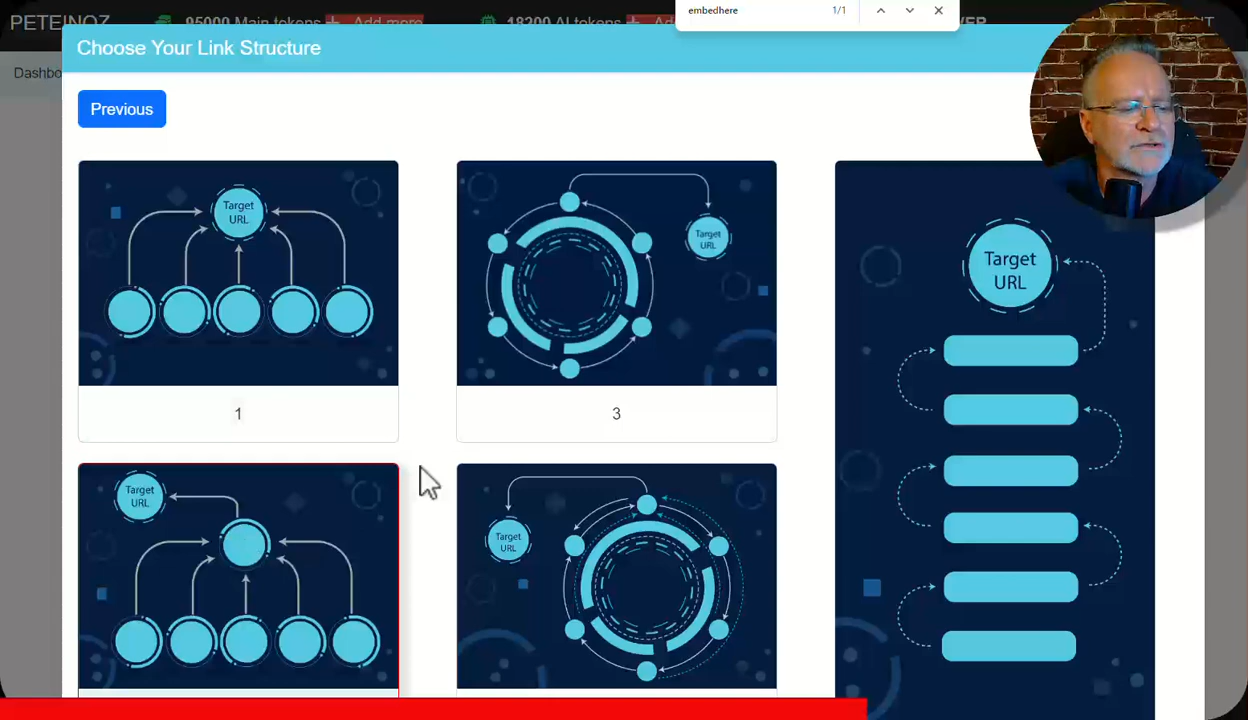 PETEINOZ 95000 Main tokens + Add more 18200 AI tokens
embedhere 1/1
Choose Your Link Structure
Previous
Target
URL
Target
URL
Target
URL
1
3
Target
URL
Target
URL